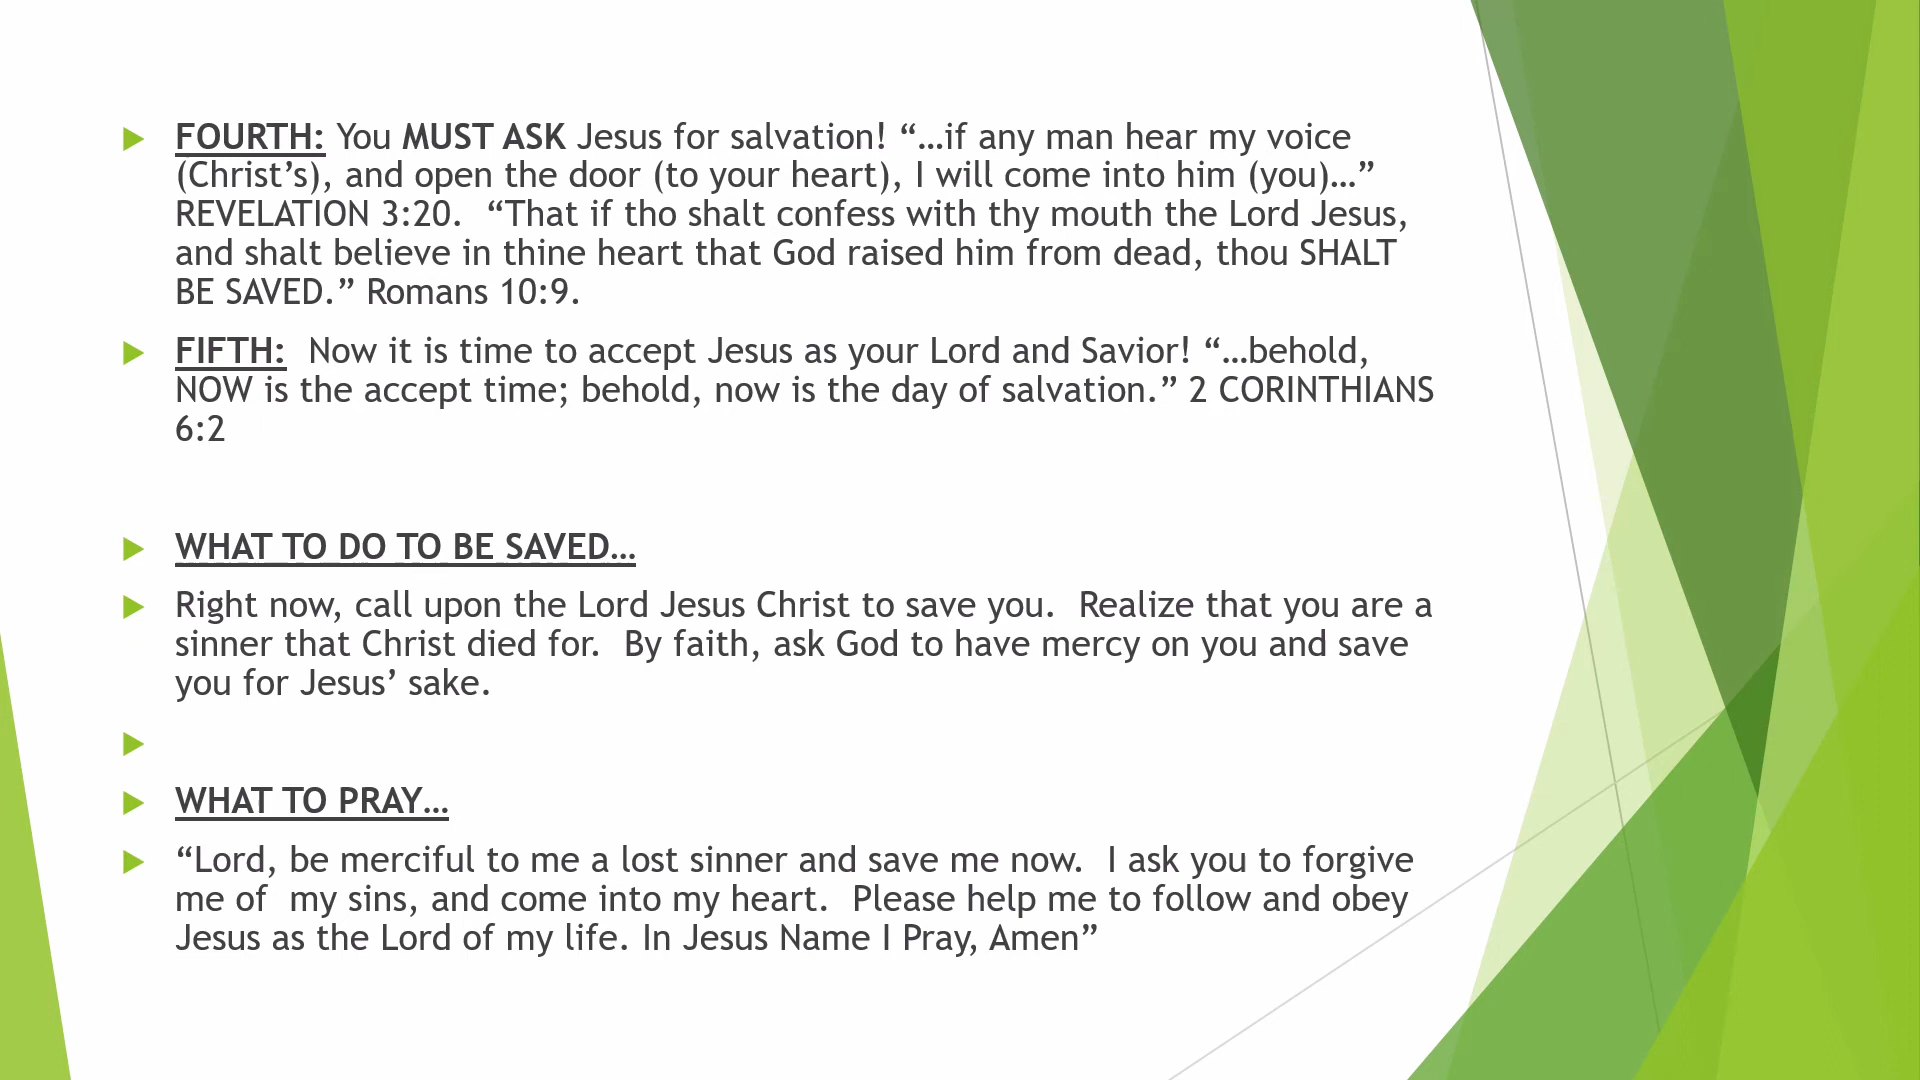 FOURTH: You MUST ASK Jesus for salvation! “…if any man hear my voice
(Christ’s), and open the door (to your heart), I will come into him (you)…”
REVELATION 3:20.  “That if tho shalt confess with thy mouth the Lord Jesus,
and shalt believe in thine heart that God raised him from dead, thou SHALT
BE SAVED.” Romans 10:9.
FIFTH:  Now it is time to accept Jesus as your Lord and Savior! “…behold,
NOW is the accept time; behold, now is the day of salvation.” 2 CORINTHIANS
6:2
WHAT TO DO TO BE SAVED…
Right now, call upon the Lord Jesus Christ to save you.  Realize that you are a
sinner that Christ died for.  By faith, ask God to have mercy on you and save
you for Jesus’ sake.
WHAT TO PRAY…
“Lord, be merciful to me a lost sinner and save me now.  I ask you to forgive
me of  my sins, and come into my heart.  Please help me to follow and obey
Jesus as the Lord of my life. In Jesus Name I Pray, Amen”